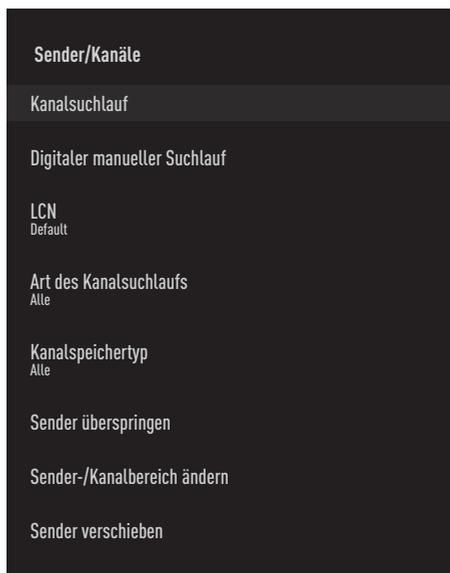 Sender/Kanäle
Kanalsuchlauf
Digitaler manueller Suchlauf
LCN
Default
Art des Kanalsuchlaufs
Alle
Kanalspeichertyp
Alle
Sender überspringen
Sender-/Kanalbereich ändern
Sender verschieben